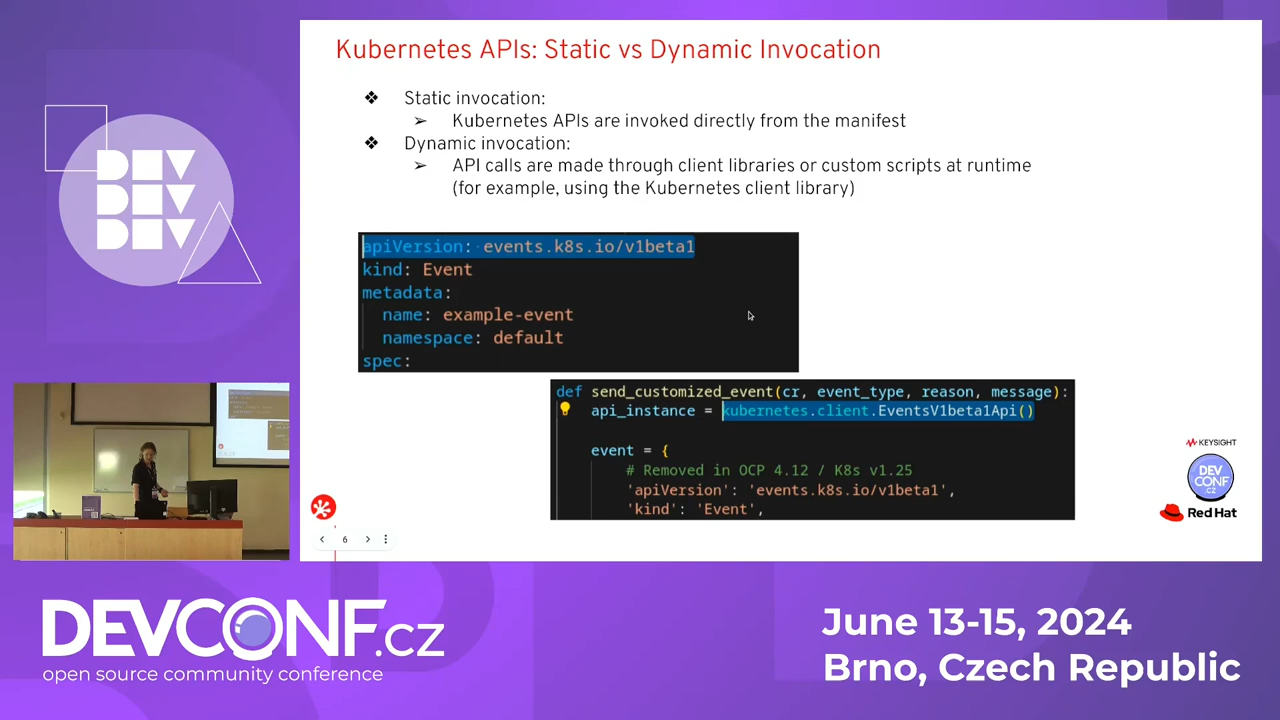 DEV
DEV
DEV
Kubernetes APIs: Static vs Dynamic Invocation
❖ Static invocation:
➢ Kubernetes APIs are invoked directly from the manifest
❖ Dynamic invocation:
➢ API calls are made through client libraries or custom scripts at runtime
(for example, using the Kubernetes client library)
apiVersion: events.k8s.io/v1beta1
kind: Event
metadata:
name: example-event
namespace: default
spec:
def send_customized_event(cr, event_type, reason, message):
api_instance = kubernetes.client.EventsV1beta1Api()
event = {
# Removed in OCP 4.12 / K8s v1.25
'apiVersion': 'events.k8s.io/v1beta1',
'kind': 'Event',
KEYSIGHT
DEV
CONF
.CZ
Red Hat
6
DEVCONF.cz
open source community conference
June 13-15, 2024
Brno, Czech Republic